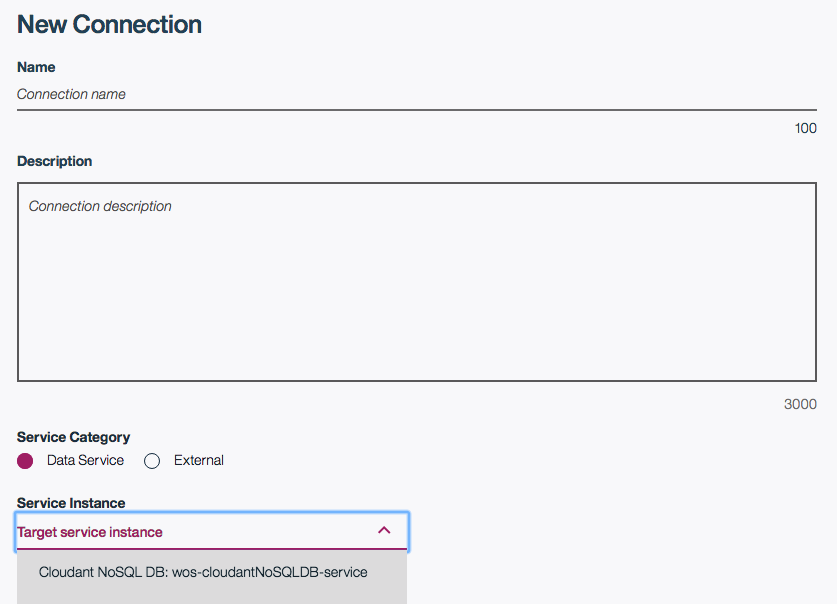 New Connection
Name
Connection name
100
Description
Connection description
3000
Service Category
Data Service External
Service Instance
Target service instance
Cloudant NoSQL DB: wos-cloudantNoSQLDB-service